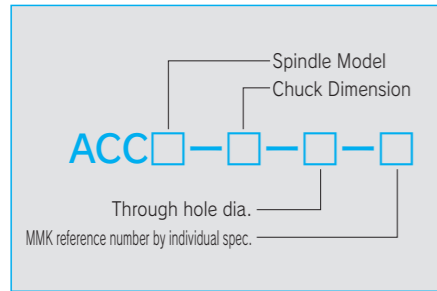 Spindle Model
Chuck Dimension
ACC□-□-□-□
Through hole dia.
MMK reference number by individual spec.